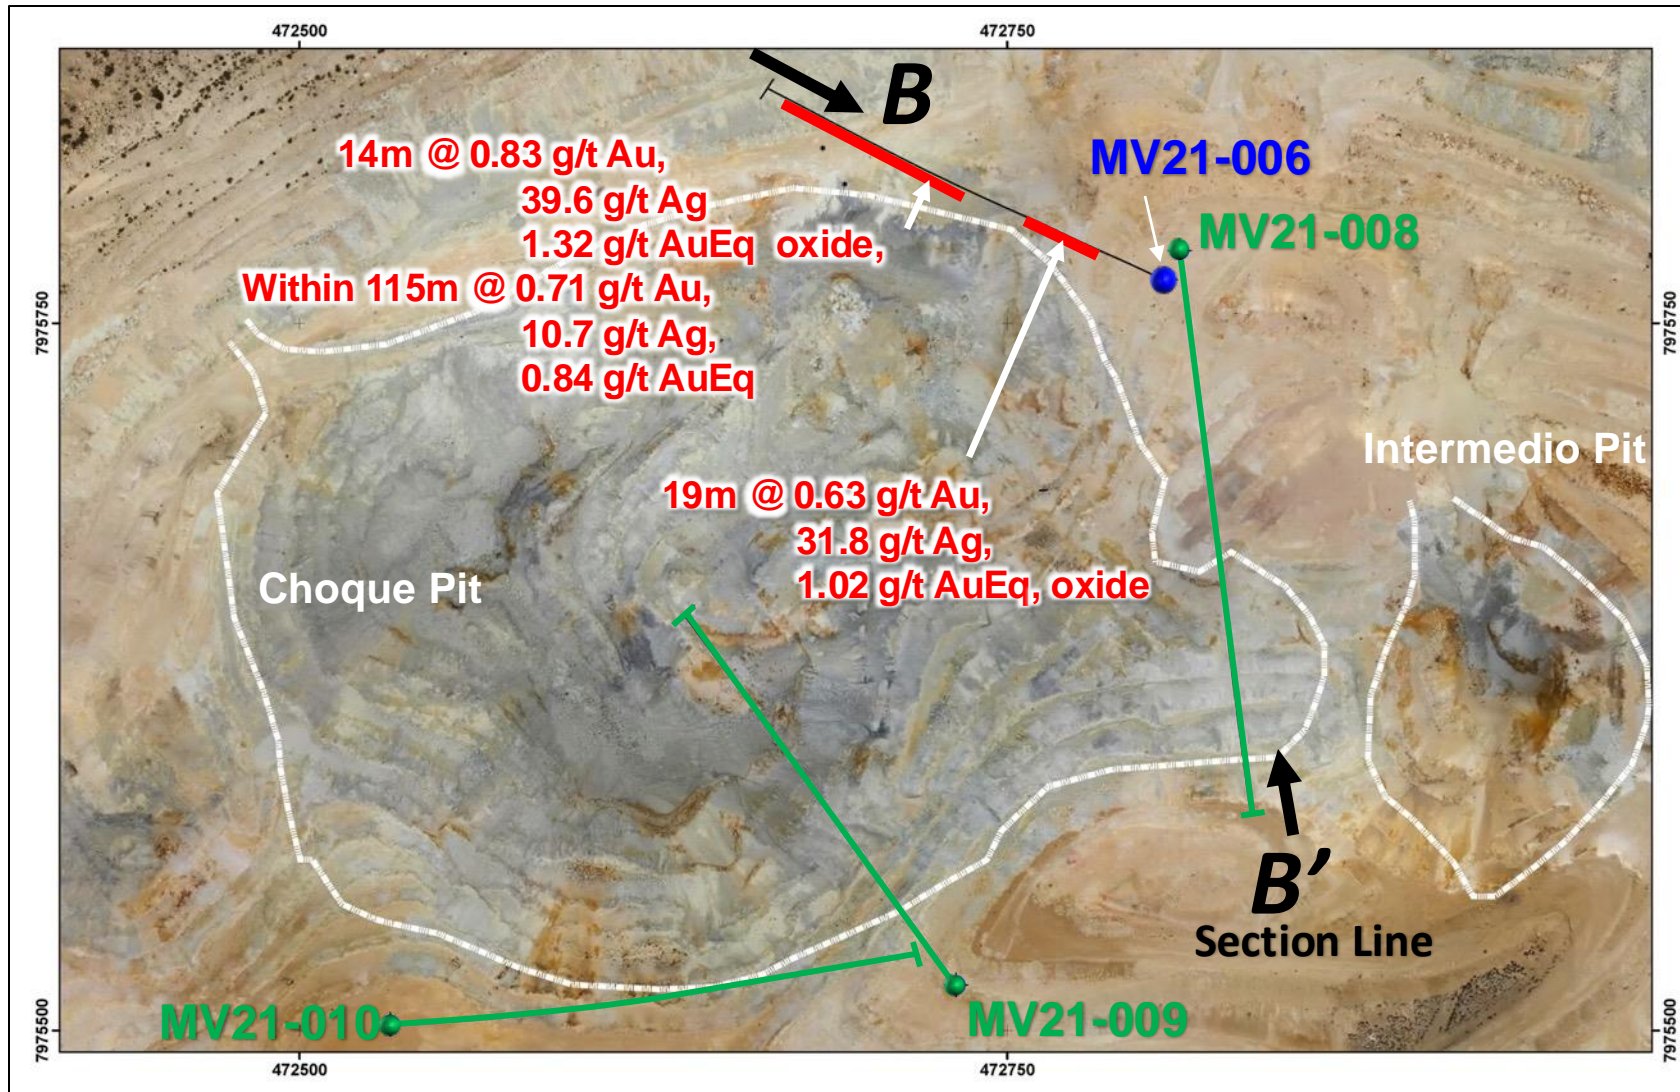 472500
472750
B
14m @ 0.83 g/t Au,
39.6 g/t Ag
1.32 g/t AuEq oxide,
Within 115m @ 0.71 g/t Au,
10.7 g/t Ag,
0.84 g/t AuEq
MV21-006
MV21-008
7975750
7975750
Intermedio Pit
19m @ 0.63 g/t Au,
31.8 g/t Ag,
1.02 g/t AuEq, oxide
Choque Pit
B’
Section Line
MV21-010
MV21-009
7975500
7975500
472500
472750